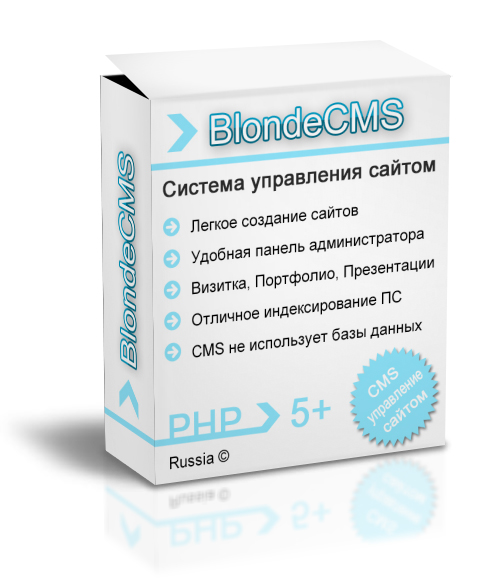 BlondeCMS
BlondeCMS
Система управления сайтом
Легкое создание сайтов
Удобная панель администратора
Визитка, Портфолио, Презентации
Отличное индексирование ПС
CMS не использует базы данных
CMS
управление
сайтом
PHP 5+
Russia ©